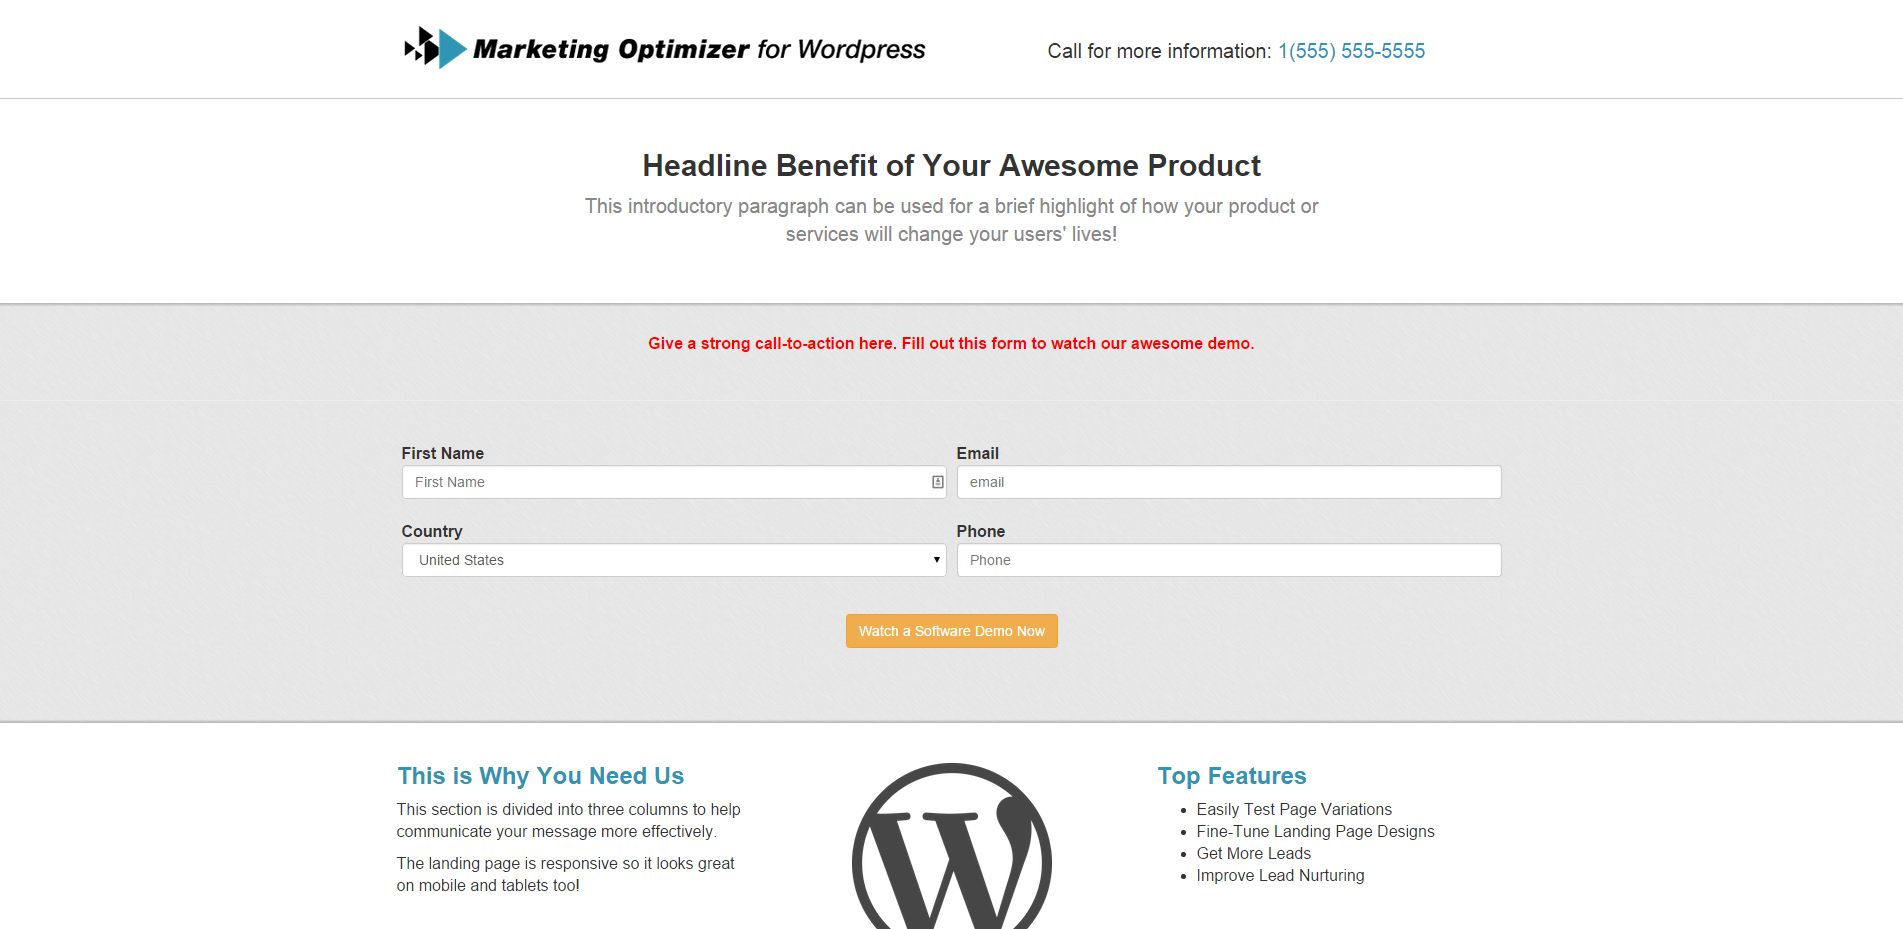 Marketing Optimizer for Wordpress
Call for more information: 1(555) 555-5555
Headline Benefit of Your Awesome Product
This introductory paragraph can be used for a brief highlight of how your product or
services will change your users' lives!
Give a strong call-to-action here. Fill out this form to watch our awesome demo.
First Name
First Name
Email
email
Country
United States
Phone
Phone
Watch a Software Demo Now
This is Why You Need Us
This section is divided into three columns to help
communicate your message more effectively.
The landing page is responsive so it looks great
on mobile and tablets too!
W
Top Features
• Easily Test Page Variations
• Fine-Tune Landing Page Designs
• Get More Leads
• Improve Lead Nurturing